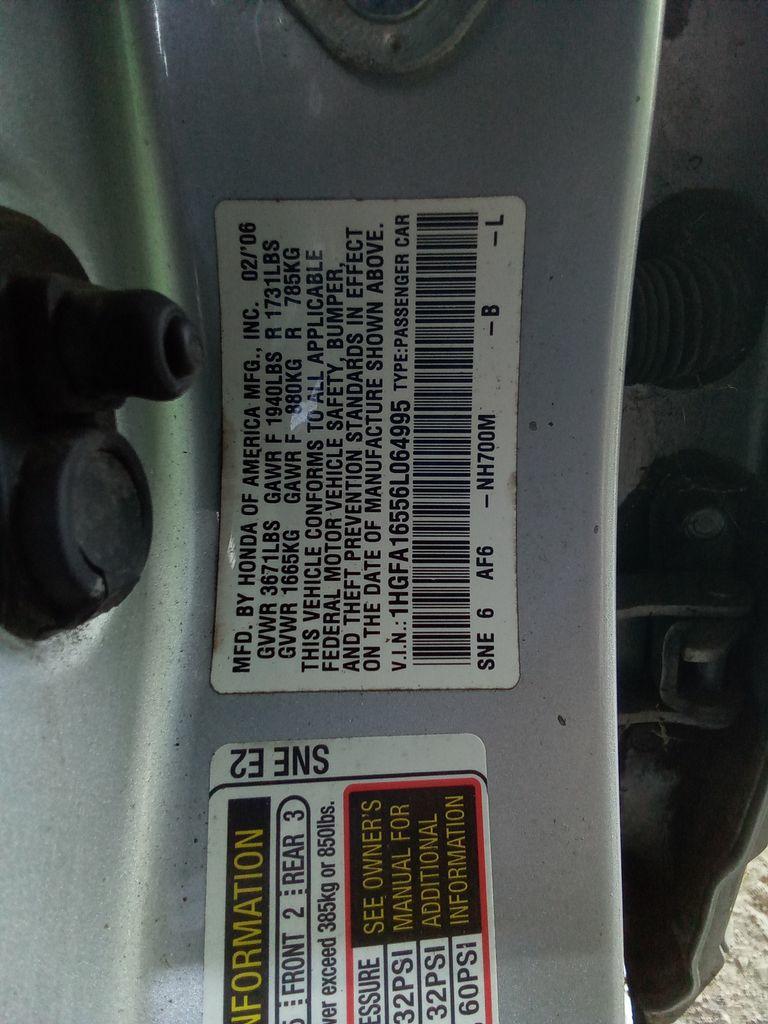 MFD. BY HONDA OF AMERICA MFG., INC. 02/'06
GVWR 3671LBS GAWR F 1940LBS R 1731LBS
GVWR 1665KG GAWR F 880KG R 785KG
THIS VEHICLE CONFORMS TO ALL APPLICABLE
FEDERAL MOTOR VEHICLE SAFETY, BUMPER,
AND THEFT PREVENTION STANDARDS IN EFFECT
ON THE DATE OF MANUFACTURE SHOWN ABOVE.
V.I.N.: 1HGFA16556L064995 TYPE:PASSENGER CAR
SNE 6 AF6 - NH700M - B - L
SNE E2
NFORMATION
FRONT 2 REAR 3
exceed 385kg or 850lbs.
ESSURE SEE OWNER'S
32PSI MANUAL FOR
32PSI ADDITIONAL
60PSI INFORMATION